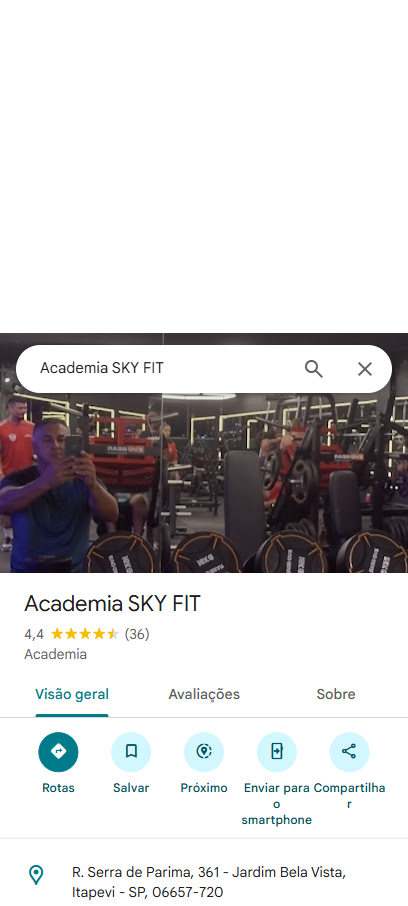 Academia SKY FIT
Academia SKY FIT
4,4 (36)
Academia
Visão geral
Avaliações
Sobre
Rotas
Salvar
Próximo
Enviar para
o
smartphone
Compartilha
r
R. Serra de Parima, 361 - Jardim Bela Vista,
Itapevi - SP, 06657-720